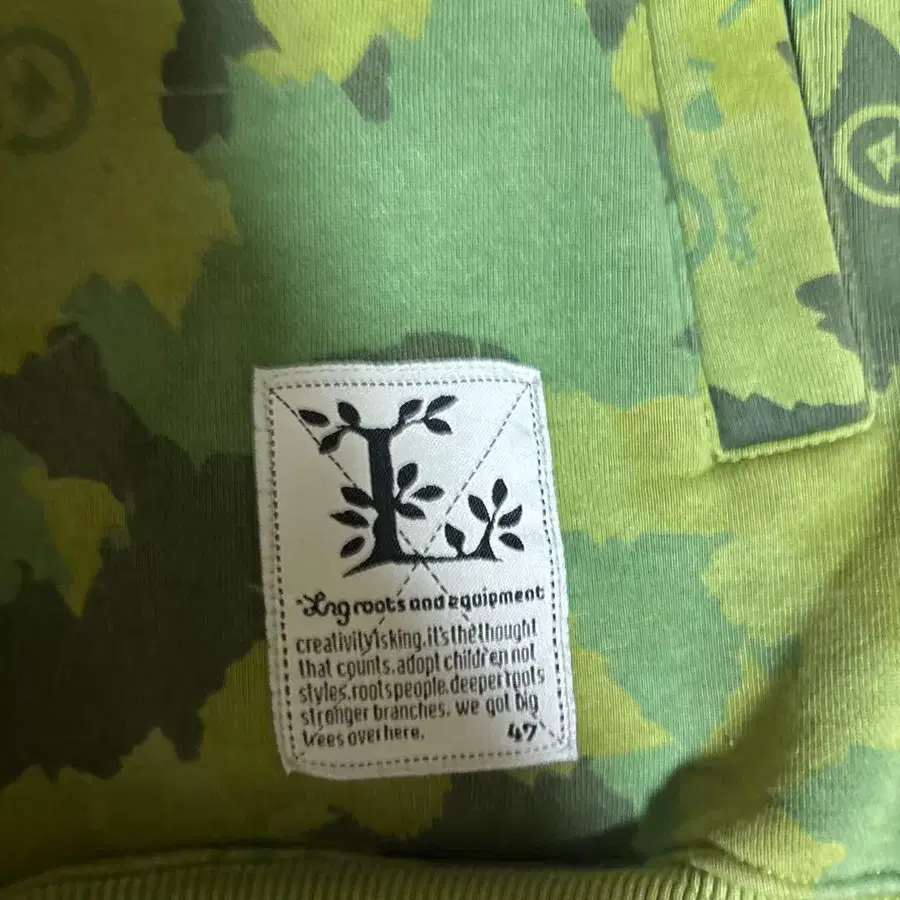 L
Lrg roots and equipment
creativity is king. it's the thought
that counts. adopt children not
styles. roots people. deeper roots
stronger branches. we got big
trees over here. 47